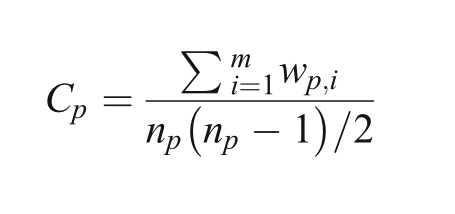 C_p = \frac{\sum_{i=1}^{m} w_{p,i}}{n_p(n_p - 1)/2}